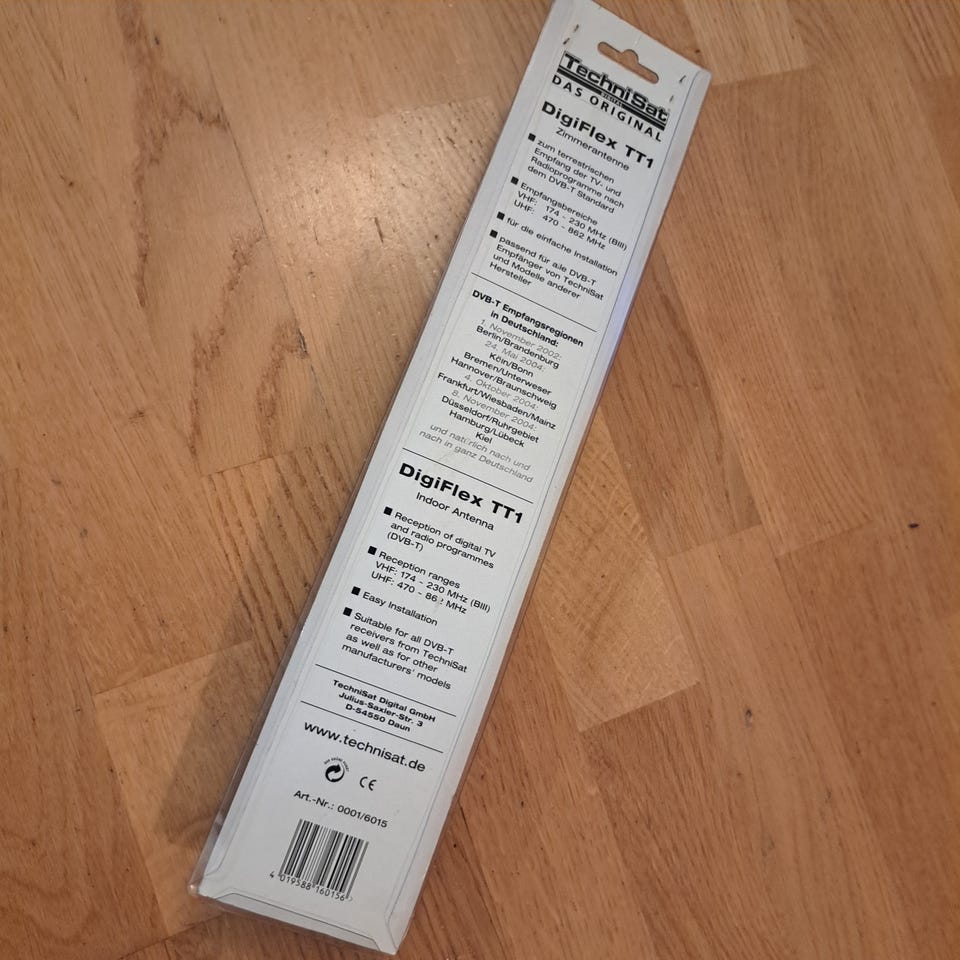 TechniSat
DIGITAL
DAS ORIGINAL
DigiFlex TT1
Zimmerantenne
■ zum terrestrischen
Empfang der TV- und
Radioprogramme nach
dem DVB-T Standard
■ Empfangsbereiche
VHF: 174 - 230 MHz (BIII)
UHF: 470 - 862 MHz
■ für die einfache Installation
■ passend für alle DVB-T
Empfänger von TechniSat
und Modelle anderer
Hersteller
DVB-T Empfangsregionen
in Deutschland:
1. November 2002:
Berlin/Brandenburg
24. Mai 2004:
Köln/Bonn
Bremen/Unterweser
Hannover/Braunschweig
4. Oktober 2004:
Frankfurt/Wiesbaden/Mainz
8. November 2004:
Düsseldorf/Ruhrgebiet
Hamburg/Lübeck
Kiel
und natürlich nach und
nach in ganz Deutschland
DigiFlex TT1
Indoor Antenna
■ Reception of digital TV
and radio programmes
(DVB-T)
■ Reception ranges
VHF: 174 - 230 MHz (BIII)
UHF: 470 - 862 MHz
■ Easy Installation
■ Suitable for all DVB-T
receivers from TechniSat
as well as for other
manufacturers' models
TechniSat Digital GmbH
Julius-Saxler-Str. 3
D-54550 Daun
www.technisat.de
DER GRÜNE PUNKT
CE
Art.-Nr.: 0001/6015
4 019588 160156 >